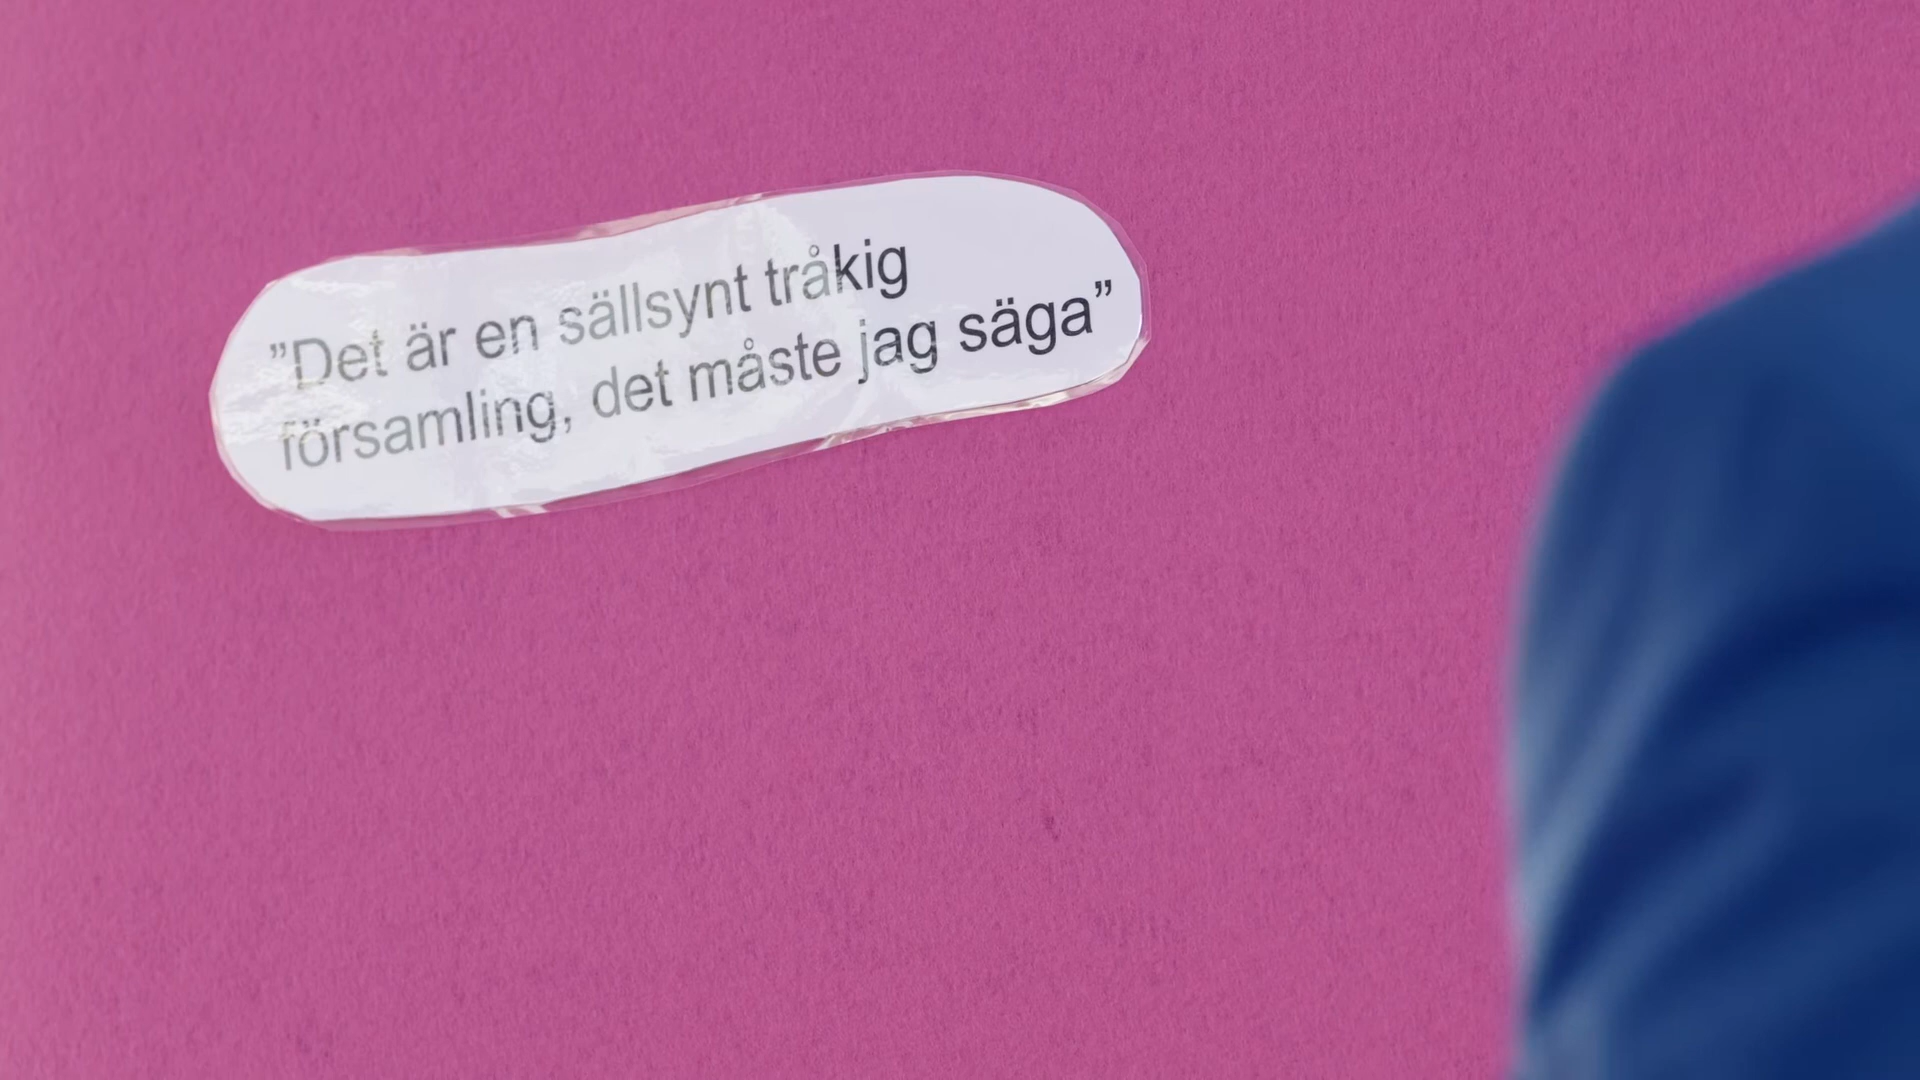 ”Det är en sällsynt tråkig
församling, det måste jag säga”